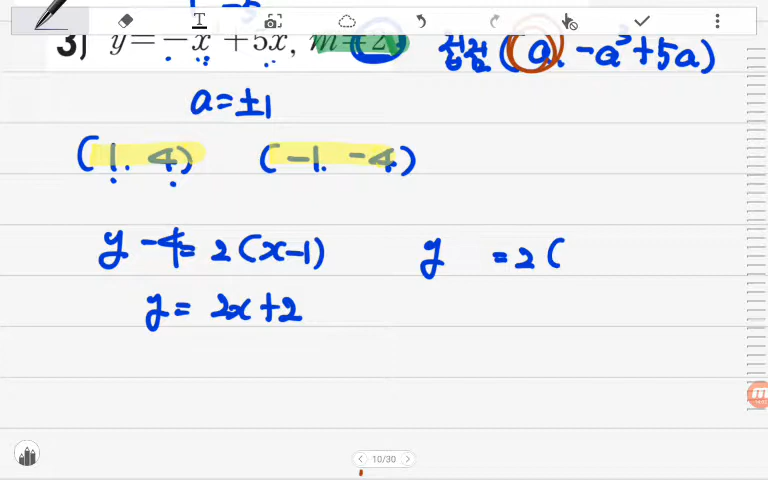 3) y=-x +5x, m=2 접점 (a, -a³+5a)
a=±1
(1, 4) (-1, -4)
y-4=2(x-1) y =2(
y= 2x+2
10/30